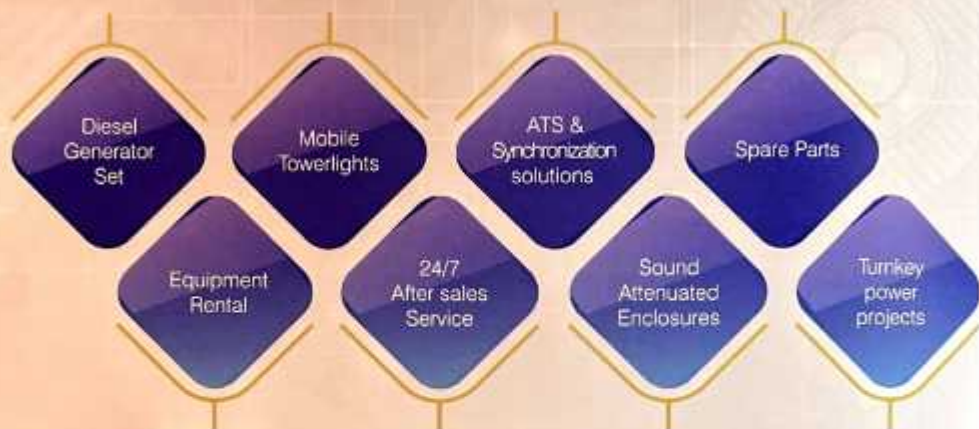 Diesel
Generator
Set
Mobile
Towerlights
ATS &
Synchronization
solutions
Spare Parts
Equipment
Rental
24/7
After sales
Service
Sound
Attenuated
Enclosures
Turnkey
power
projects